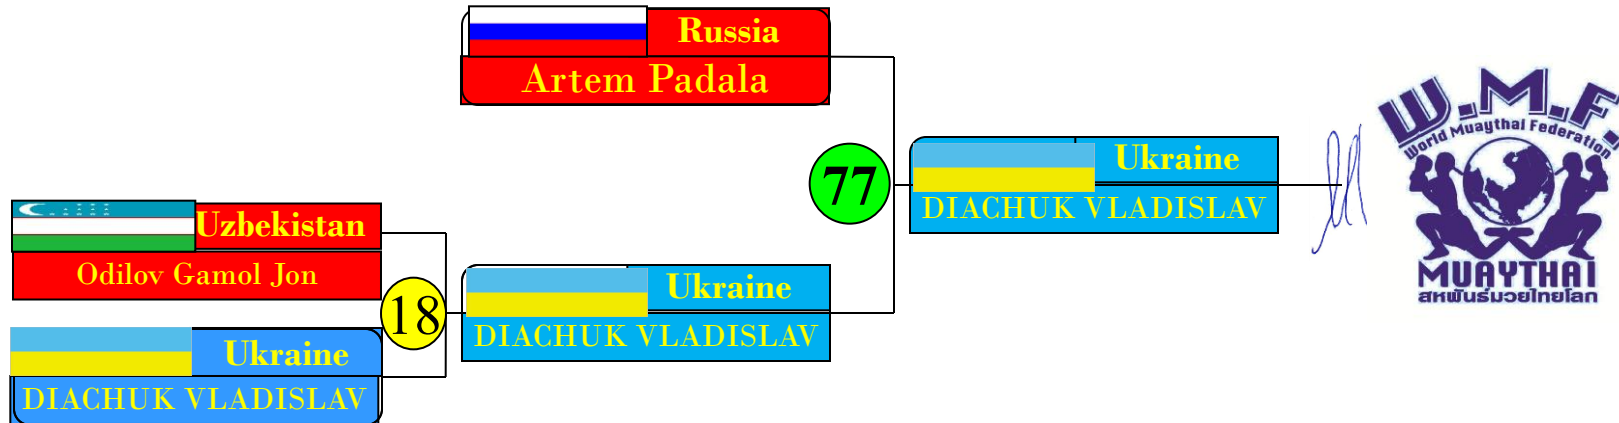 Russia
Artem Padala
77
Ukraine
DIACHUK VLADISLAV
Uzbekistan
Odilov Gamol Jon
18
Ukraine
DIACHUK VLADISLAV
Ukraine
DIACHUK VLADISLAV
W.M.F.
World Muaythai Federation
MUAYTHAI
สหพันธ์มวยไทยโลก